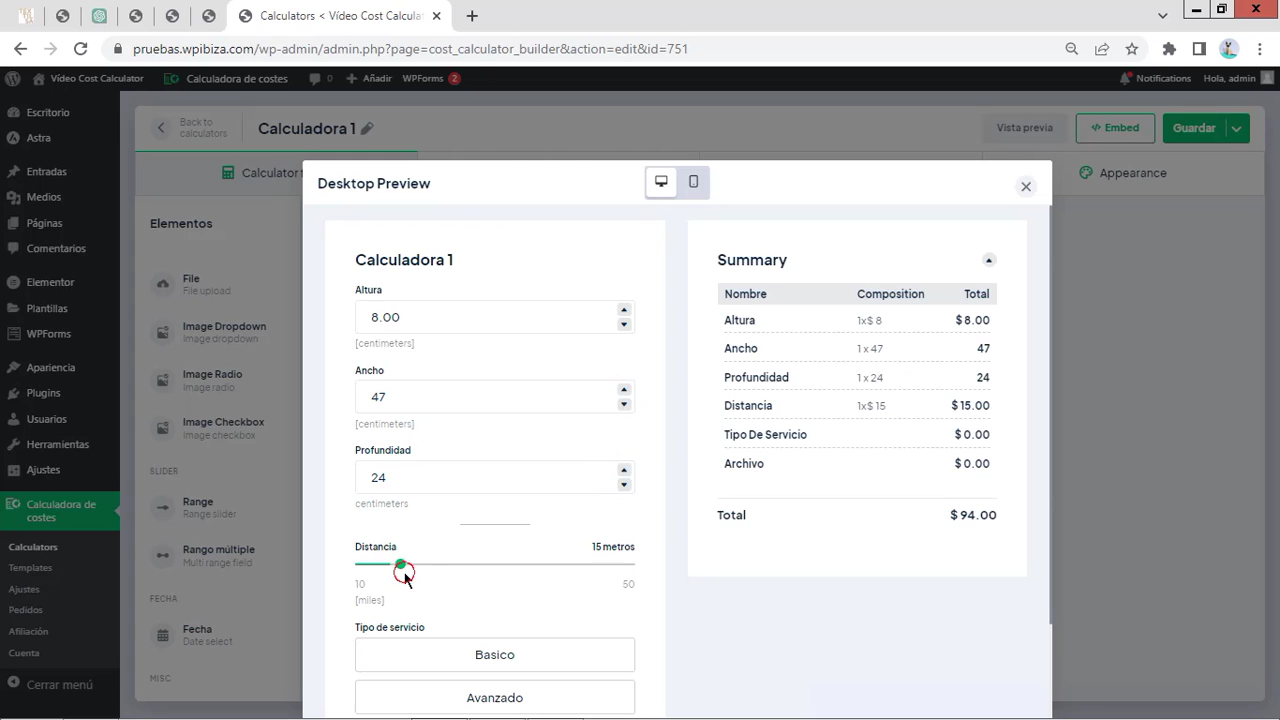 Calculators < Vídeo Cost Calcula
pruebas.wpibiza.com/wp-admin/admin.php?page=cost_calculator_builder&action=edit&id=751
Vídeo Cost Calculator
Calculadora de costes
0
Añadir
WPForms 2
Notifications
Hola, admin
Escritorio
Astra
Entradas
Medios
Páginas
Comentarios
Elementor
Plantillas
WPForms
Apariencia
Plugins
Usuarios
Herramientas
Ajustes
Calculadora de
costes
Calculators
Templates
Ajustes
Pedidos
Afiliación
Cuenta
Cerrar menú
Back to
calculators
Calculadora 1
Vista previa
Embed
Guardar
Calculator
Appearance
Elementos
File
File upload
Image Dropdown
Image dropdown
Image Radio
Image radio
Image Checkbox
Image checkbox
SLIDER
Range
Range slider
Rango múltiple
Multi range field
FECHA
Fecha
Date select
MISC
Desktop Preview
Calculadora 1
Altura
8.00
[centimeters]
Ancho
47
[centimeters]
Profundidad
24
centimeters
Distancia 15 metros
10 50
[miles]
Tipo de servicio
Basico
Avanzado
Summary
Nombre Composition Total
Altura 1x$ 8 $ 8.00
Ancho 1 x 47 47
Profundidad 1 x 24 24
Distancia 1x$ 15 $ 15.00
Tipo De Servicio $ 0.00
Archivo $ 0.00
Total $ 94.00